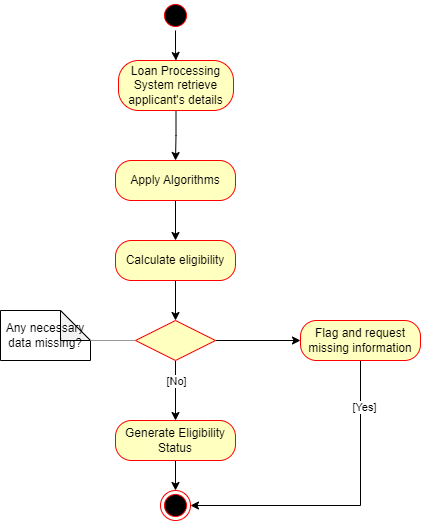 Loan Processing
System retrieve
applicant's details
Apply Algorithms
Calculate eligibility
Any necessary
data missing?
Flag and request
missing information
[No]
[Yes]
Generate Eligibility
Status